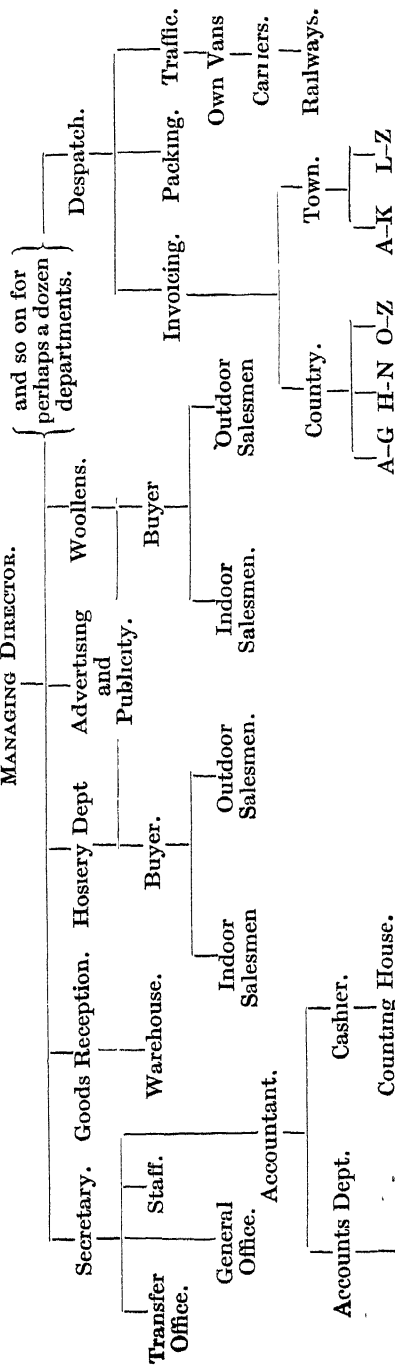 MANAGING DIRECTOR.
Secretary. Goods Reception. Hosiery Dept Advertising and Publicity. Woollens. and so on for perhaps a dozen departments. Despatch.
Transfer Office.
General Office.
Staff.
Accountant.
Accounts Dept.
Cashier.
Counting House.
Warehouse.
Buyer.
Indoor Salesmen
Outdoor Salesmen.
Buyer
Indoor Salesmen.
Outdoor Salesmen
Invoicing. Packing. Traffic.
Own Vans
Carriers.
Railways.
Country. Town.
A–G H–N O–Z A–K L–Z